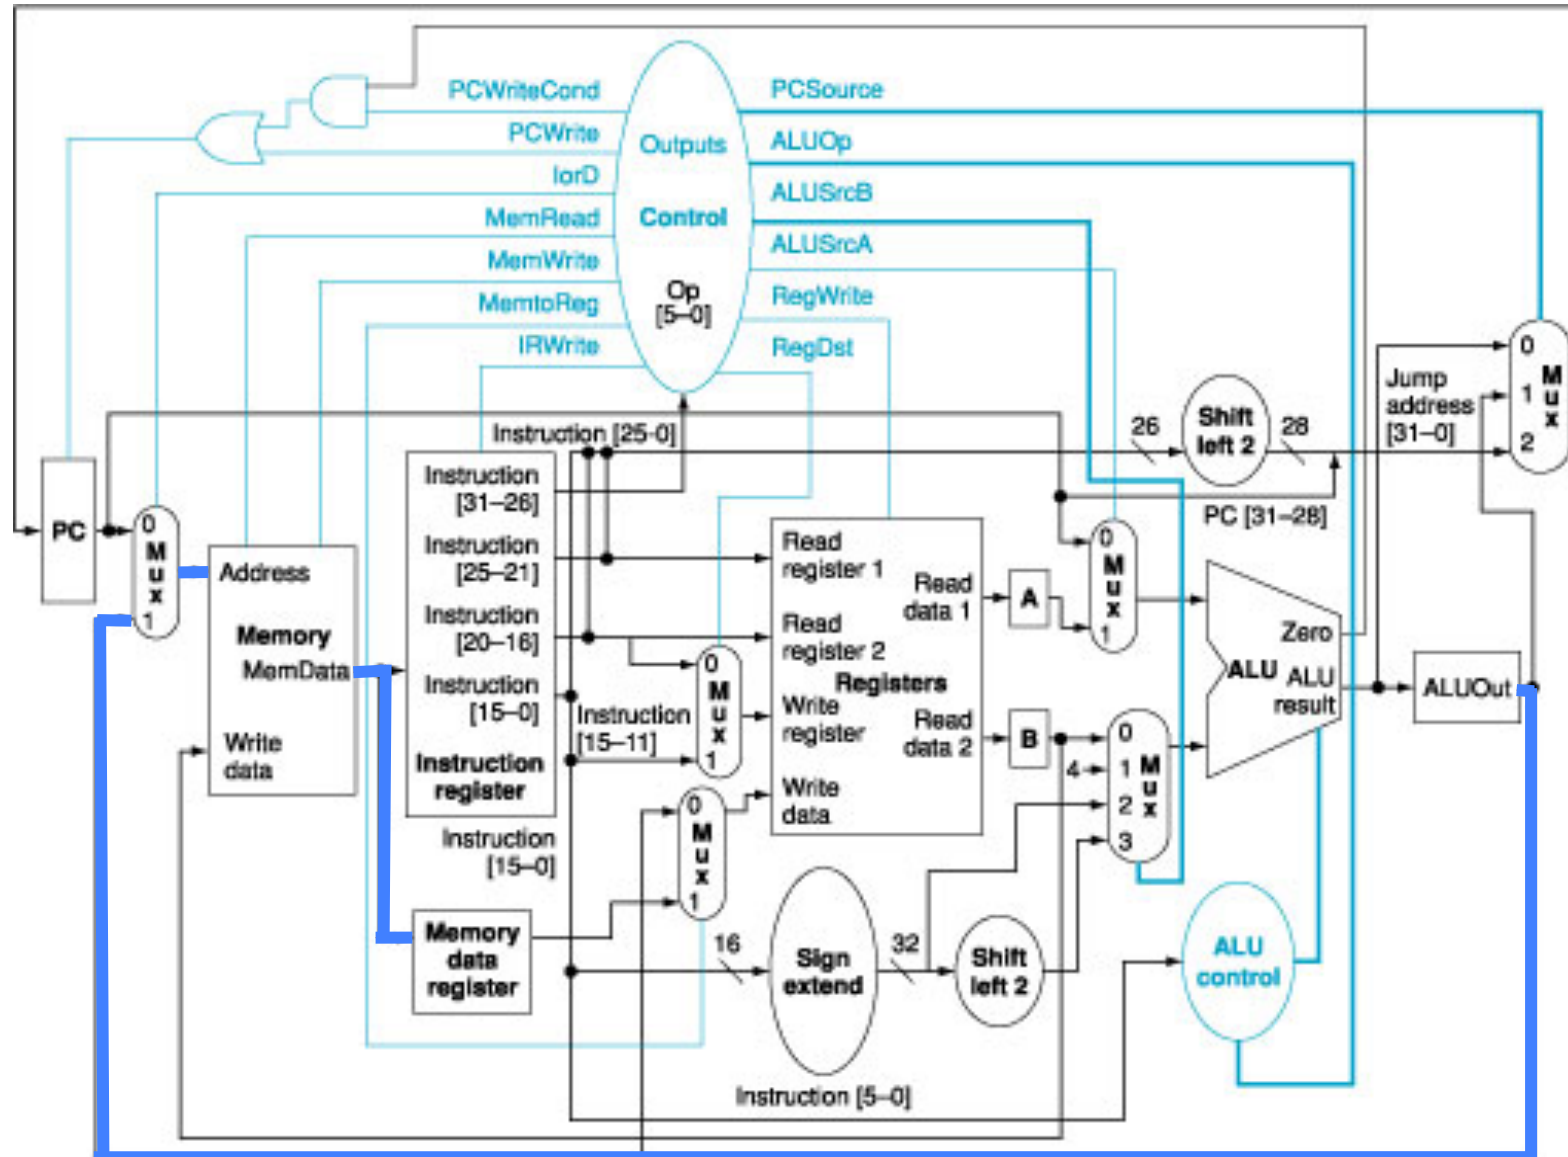 PCWriteCond
PCWrite
IorD
MemRead
MemWrite
MemtoReg
IRWrite
Outputs
Control
Op
[5–0]
PCSource
ALUOp
ALUSrcB
ALUSrcA
RegWrite
RegDst
PC
0
M
u
x
1
Address
Memory
MemData
Write
data
Instruction [25-0]
Instruction
[31–26]
Instruction
[25–21]
Instruction
[20–16]
Instruction
[15–0]
Instruction
register
Instruction
[15–0]
Memory
data
register
Instruction
[15–11]
0
M
u
x
1
0
M
u
x
1
Read
register 1
Read
register 2
Registers
Write
register
Write
data
Read
data 1
Read
data 2
A
B
16
Sign
extend
32
Shift
left 2
Instruction [5–0]
26
Shift
left 2
28
PC [31–28]
Jump
address
[31–0]
0
M
u
x
1
4
0
1
2
3
M
u
x
Zero
ALU
ALU
result
ALUOut
ALU
control
0
1
2
M
u
x